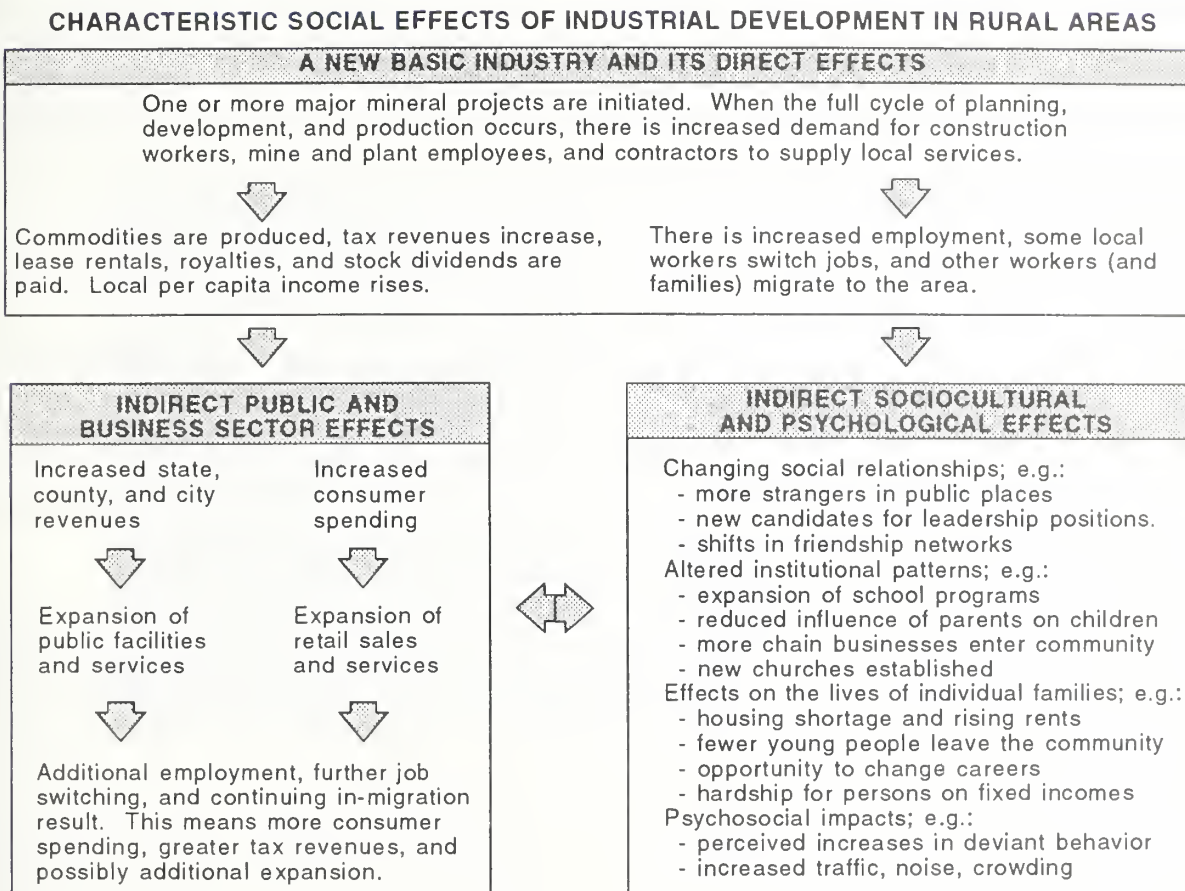 CHARACTERISTIC SOCIAL EFFECTS OF INDUSTRIAL DEVELOPMENT IN RURAL AREAS
A NEW BASIC INDUSTRY AND ITS DIRECT EFFECTS
One or more major mineral projects are initiated. When the full cycle of planning,
development, and production occurs, there is increased demand for construction
workers, mine and plant employees, and contractors to supply local services.
Commodities are produced, tax revenues increase,
lease rentals, royalties, and stock dividends are
paid. Local per capita income rises.
There is increased employment, some local
workers switch jobs, and other workers (and
families) migrate to the area.
INDIRECT PUBLIC AND
BUSINESS SECTOR EFFECTS
Increased state,
county, and city
revenues
Increased
consumer
spending
Expansion of
public facilities
and services
Expansion of
retail sales
and services
Additional employment, further job
switching, and continuing in-migration
result. This means more consumer
spending, greater tax revenues, and
possibly additional expansion.
INDIRECT SOCIOCULTURAL
AND PSYCHOLOGICAL EFFECTS
Changing social relationships; e.g.:
- more strangers in public places
- new candidates for leadership positions.
- shifts in friendship networks
Altered institutional patterns; e.g.:
- expansion of school programs
- reduced influence of parents on children
- more chain businesses enter community
- new churches established
Effects on the lives of individual families; e.g.:
- housing shortage and rising rents
- fewer young people leave the community
- opportunity to change careers
- hardship for persons on fixed incomes
Psychosocial impacts; e.g.:
- perceived increases in deviant behavior
- increased traffic, noise, crowding